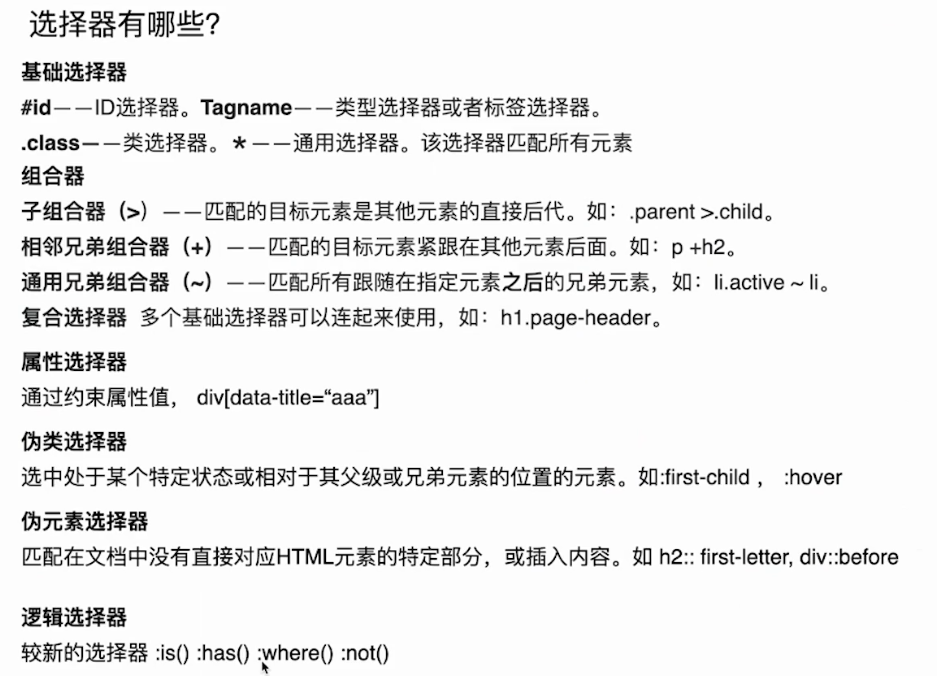 选择器有哪些?
基础选择器
#id——ID选择器。Tagname——类型选择器或者标签选择器。
.class——类选择器。* ——通用选择器。该选择器匹配所有元素
组合器
子组合器（>）——匹配的目标元素是其他元素的直接后代。如：.parent >.child。
相邻兄弟组合器（+）——匹配的目标元素紧跟在其他元素后面。如：p +h2。
通用兄弟组合器（~）——匹配所有跟随在指定元素之后的兄弟元素，如：li.active ~ li。
复合选择器 多个基础选择器可以连起来使用，如：h1.page-header。
属性选择器
通过约束属性值， div[data-title=“aaa”]
伪类选择器
选中处于某个特定状态或相对于其父级或兄弟元素的位置的元素。如:first-child ， :hover
伪元素选择器
匹配在文档中没有直接对应HTML元素的特定部分，或插入内容。如 h2:: first-letter, div::before
逻辑选择器
较新的选择器 :is() :has() :where() :not()